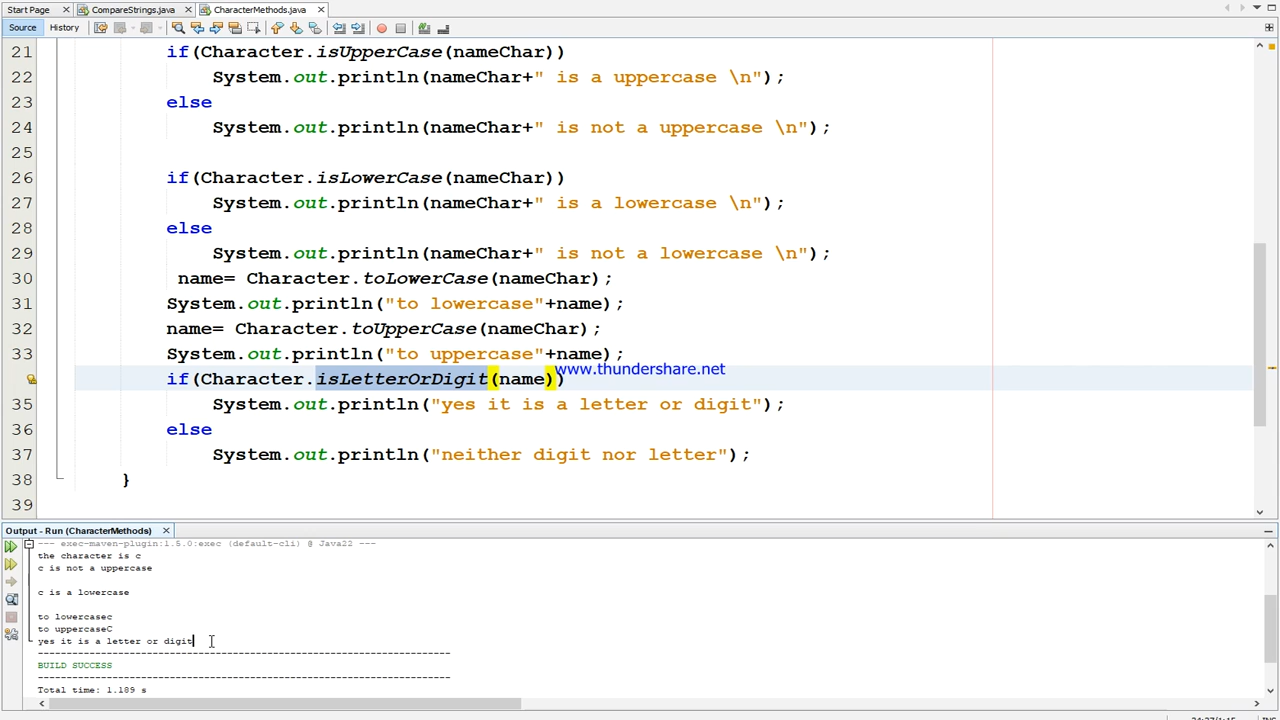 Start Page CompareStrings.java CharacterMethods.java
Source History
21 if(Character.isUpperCase(nameChar))
22 System.out.println(nameChar+" is a uppercase \n");
23 else
24 System.out.println(nameChar+" is not a uppercase \n");
25
26 if(Character.isLowerCase(nameChar))
27 System.out.println(nameChar+" is a lowercase \n");
28 else
29 System.out.println(nameChar+" is not a lowercase \n");
30 name= Character.toLowerCase(nameChar);
31 System.out.println("to lowercase"+name);
32 name= Character.toUpperCase(nameChar);
33 System.out.println("to uppercase"+name);
www.thundershare.net
34 if(Character.isLetterOrDigit(name))
35 System.out.println("yes it is a letter or digit");
36 else
37 System.out.println("neither digit nor letter");
38 }
39
Output - Run (CharacterMethods)
--- exec-maven-plugin:1.5.0:exec (default-cli) @ Java22 ---
the character is c
c is not a uppercase
c is a lowercase
to lowercasec
to uppercaseC
yes it is a letter or digit
------------------------------------------------------------------------
BUILD SUCCESS
------------------------------------------------------------------------
Total time: 1.189 s